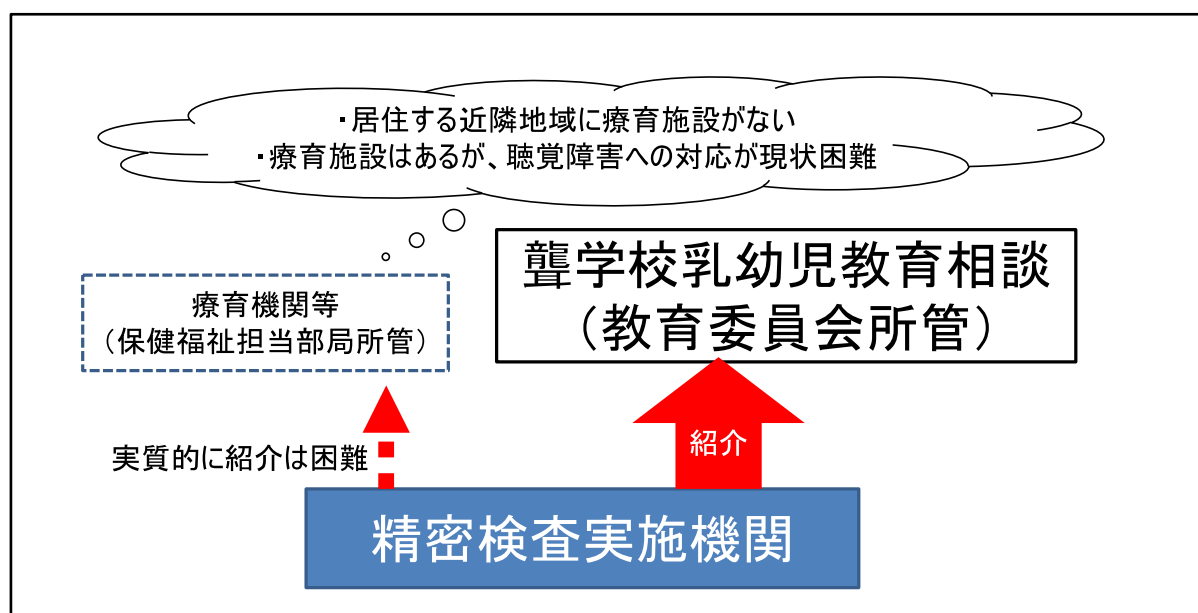 ・居住する近隣地域に療育施設がない
・療育施設はあるが、聴覚障害への対応が現状困難
聾学校乳幼児教育相談
（教育委員会所管）
療育機関等
（保健福祉担当部局所管）
実質的に紹介は困難
紹介
精密検査実施機関